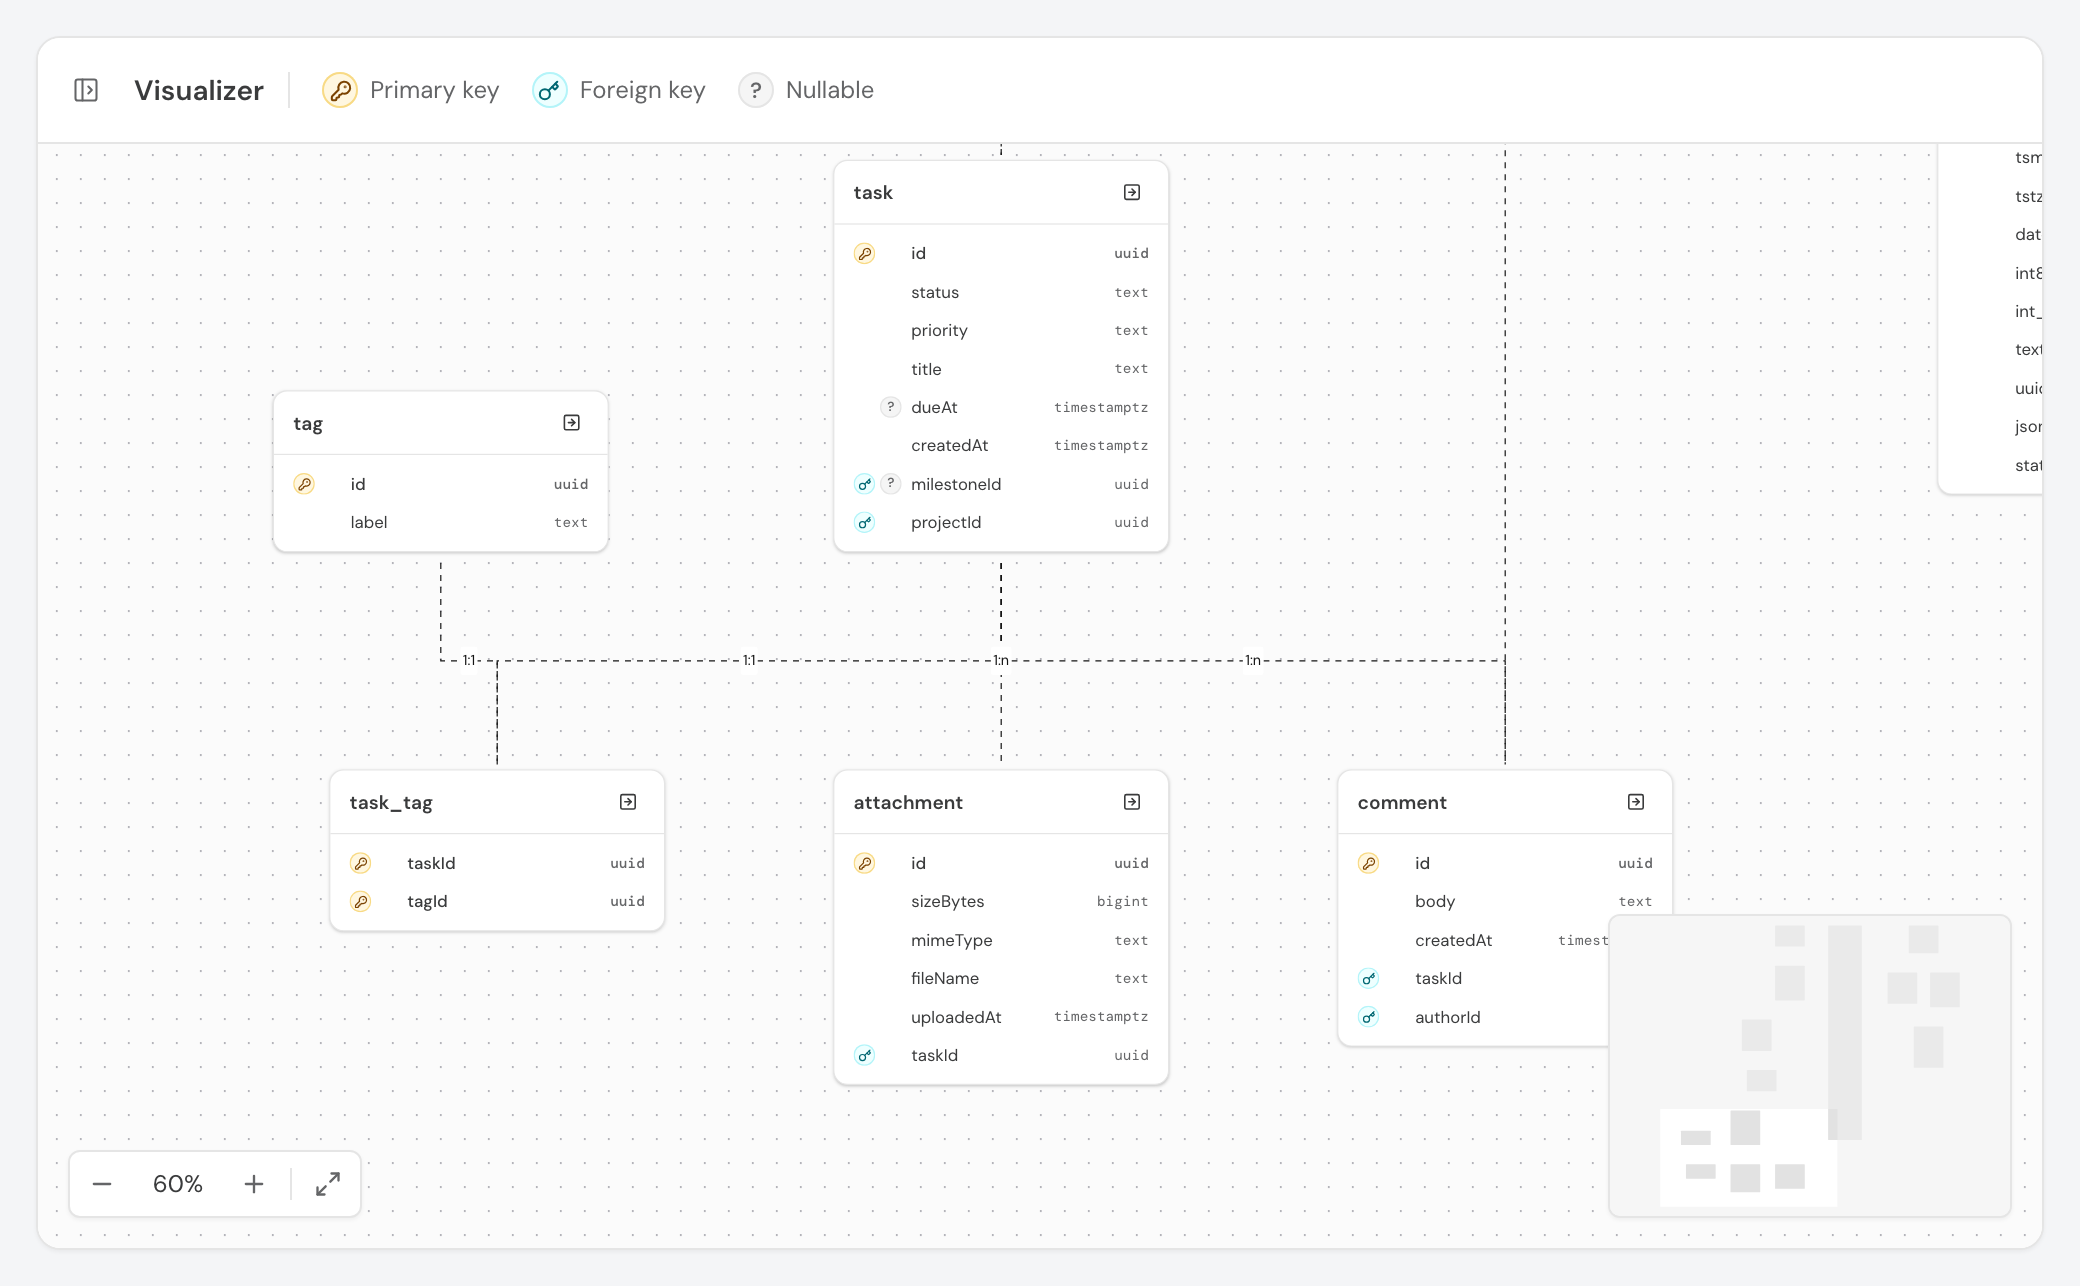 Visualizer
Primary key
Foreign key
? Nullable
task
id uuid
status text
priority text
title text
? dueAt timestamptz
createdAt timestamptz
? milestoneId uuid
projectId uuid
tag
id uuid
label text
1:1
1:1
1:n
1:n
task_tag
taskId uuid
tagId uuid
attachment
id uuid
sizeBytes bigint
mimeType text
fileName text
uploadedAt timestamptz
taskId uuid
comment
id uuid
body text
createdAt timest
taskId
authorId
60%